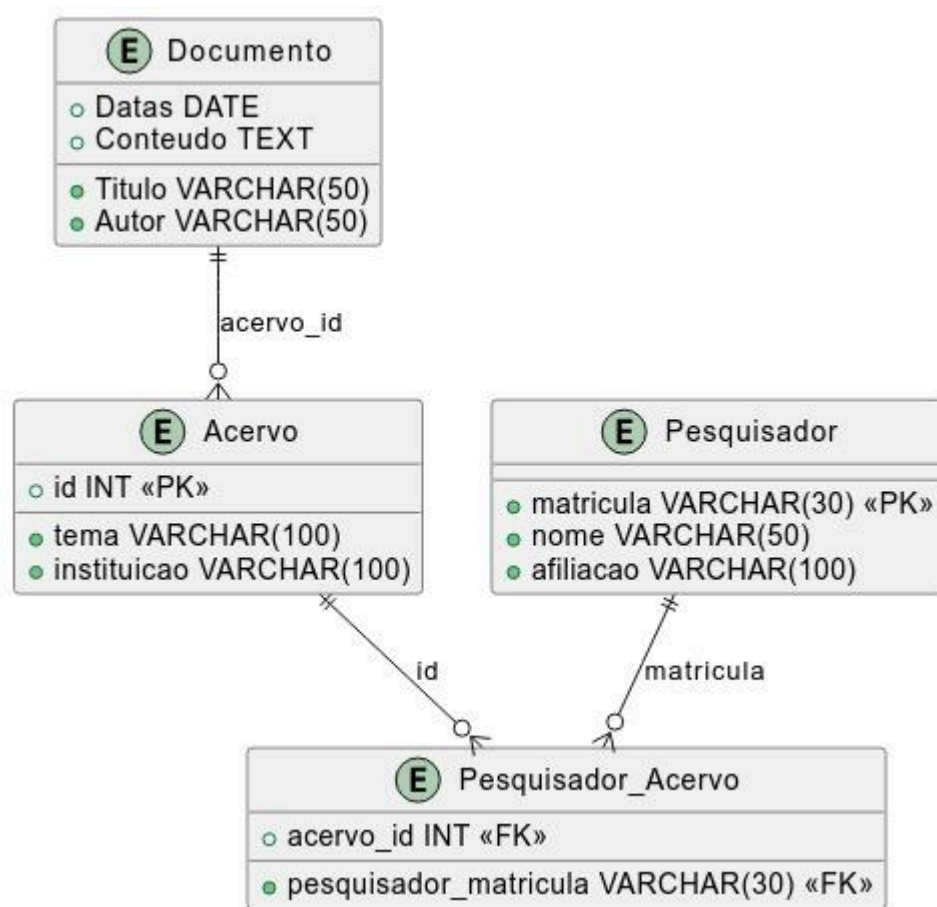 E Documento
Datas DATE
Conteudo TEXT
Titulo VARCHAR(50)
Autor VARCHAR(50)
acervo_id
E Acervo
id INT «PK»
tema VARCHAR(100)
instituicao VARCHAR(100)
E Pesquisador
matricula VARCHAR(30) «PK»
nome VARCHAR(50)
afiliacao VARCHAR(100)
id
matricula
E Pesquisador_Acervo
acervo_id INT «FK»
pesquisador_matricula VARCHAR(30) «FK»